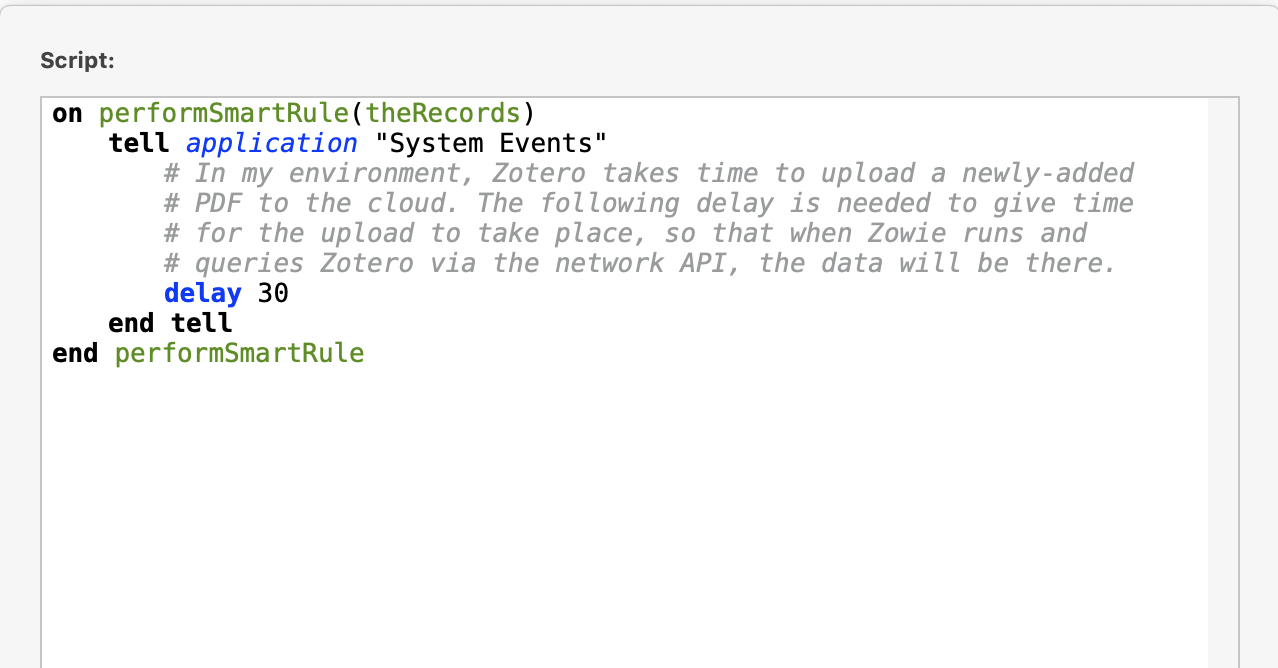 Script:
on performSmartRule(theRecords)
tell application "System Events"
# In my environment, Zotero takes time to upload a newly-added
# PDF to the cloud. The following delay is needed to give time
# for the upload to take place, so that when Zowie runs and
# queries Zotero via the network API, the data will be there.
delay 30
end tell
end performSmartRule